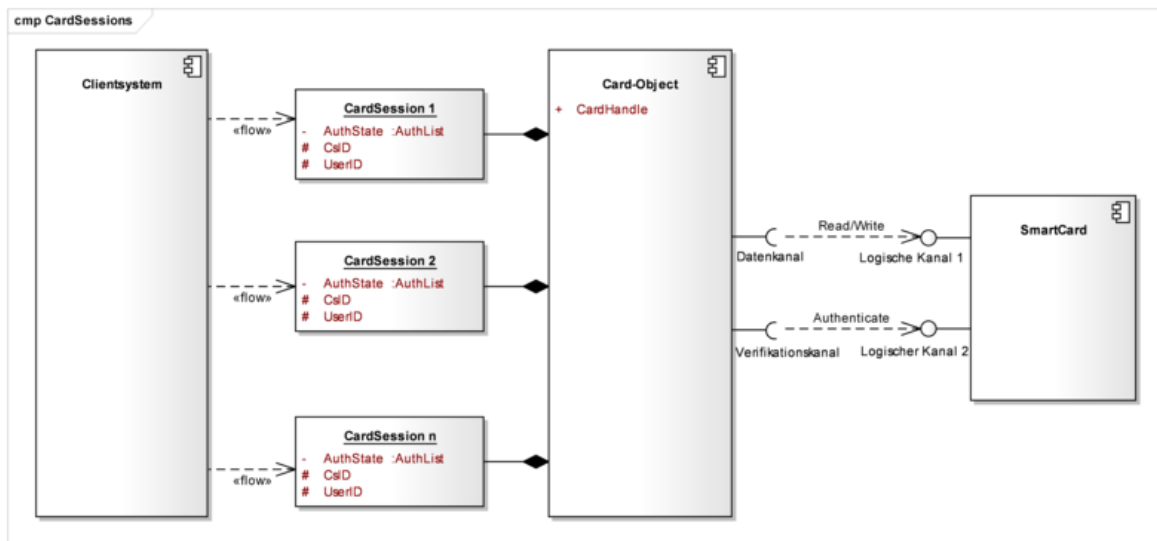 cmp CardSessions
Clientsystem
«flow»
«flow»
«flow»
CardSession 1
- AuthState :AuthList
# CsID
# UserID
CardSession 2
- AuthState :AuthList
# CsID
# UserID
CardSession n
- AuthState :AuthList
# CsID
# UserID
Card-Object
+ CardHandle
Read/Write
Datenkanal
Logische Kanal 1
Authenticate
Verifikationskanal
Logischer Kanal 2
SmartCard